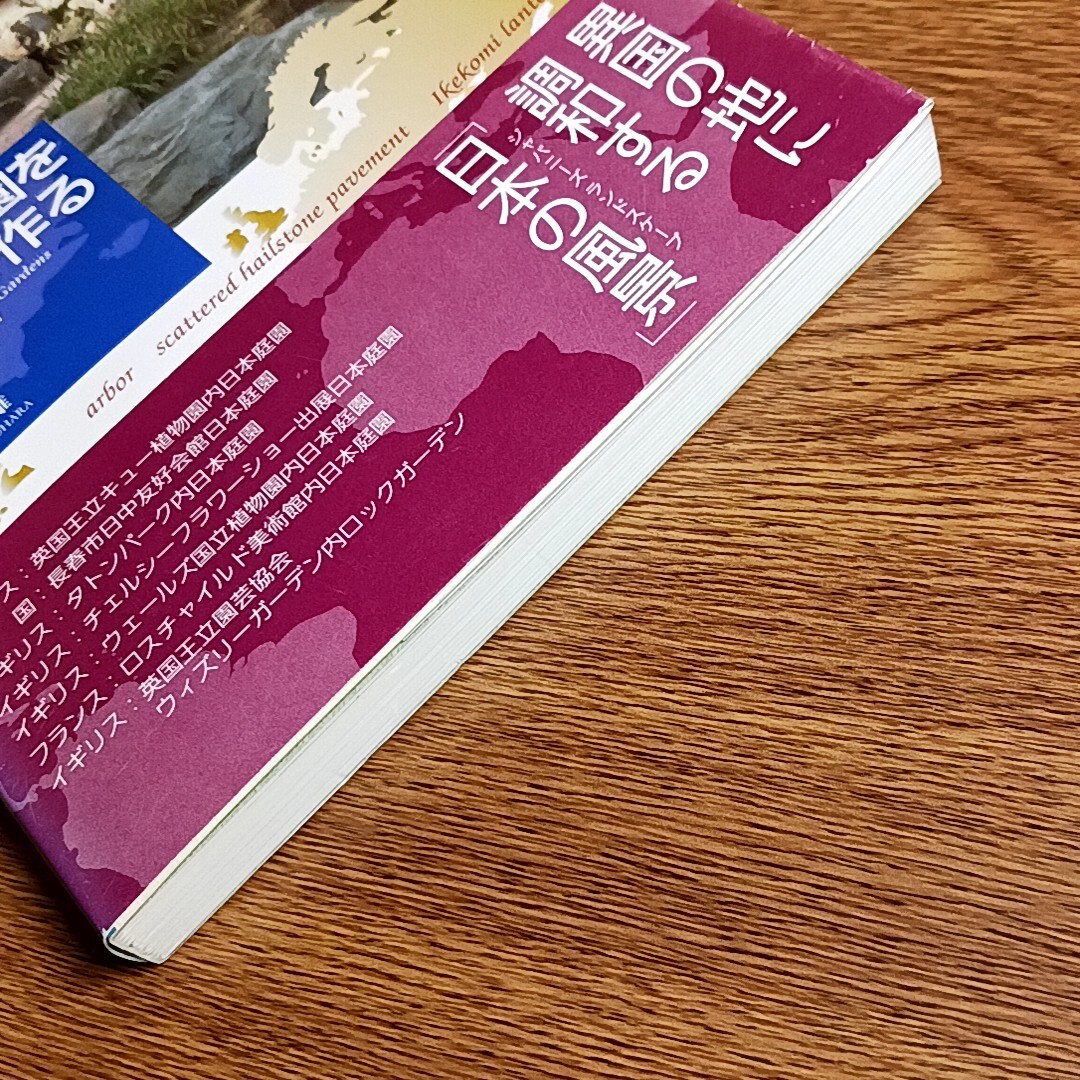 Ikekomi lante
scattered hailstone pavement
arbor
園を
作る
Gardens
雅
OHARA
異国の地に
調和する
ジャパニーズランドスケープ
「日本の風景」
ス：英国王立キュー植物園内日本庭園
国：長春市日中友好会館日本庭園
ギリス：タトンパーク内日本庭園
イギリス：チェルシーフラワーショー出展日本庭園
イギリス：ウェールズ国立植物園内日本庭園
フランス：ロスチャイルド美術館内日本庭園
イギリス：英国王立園芸協会
ウィズリーガーデン内ロックガーデン